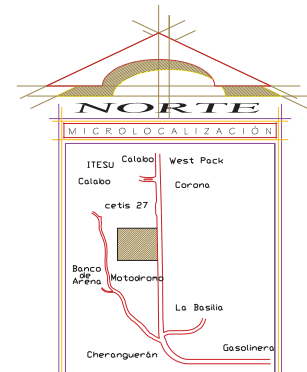 NORTE
MICROLOCALIZACIÓN
ITESU
Calabo
West Pack
Calabo
Corona
cetis 27
Banco
de
Arena
Motodromo
La Basilia
Cheranguerán
Gasolinera